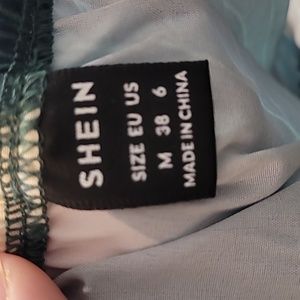 SHEIN
SIZE EU US
M 38 6
MADE IN CHINA